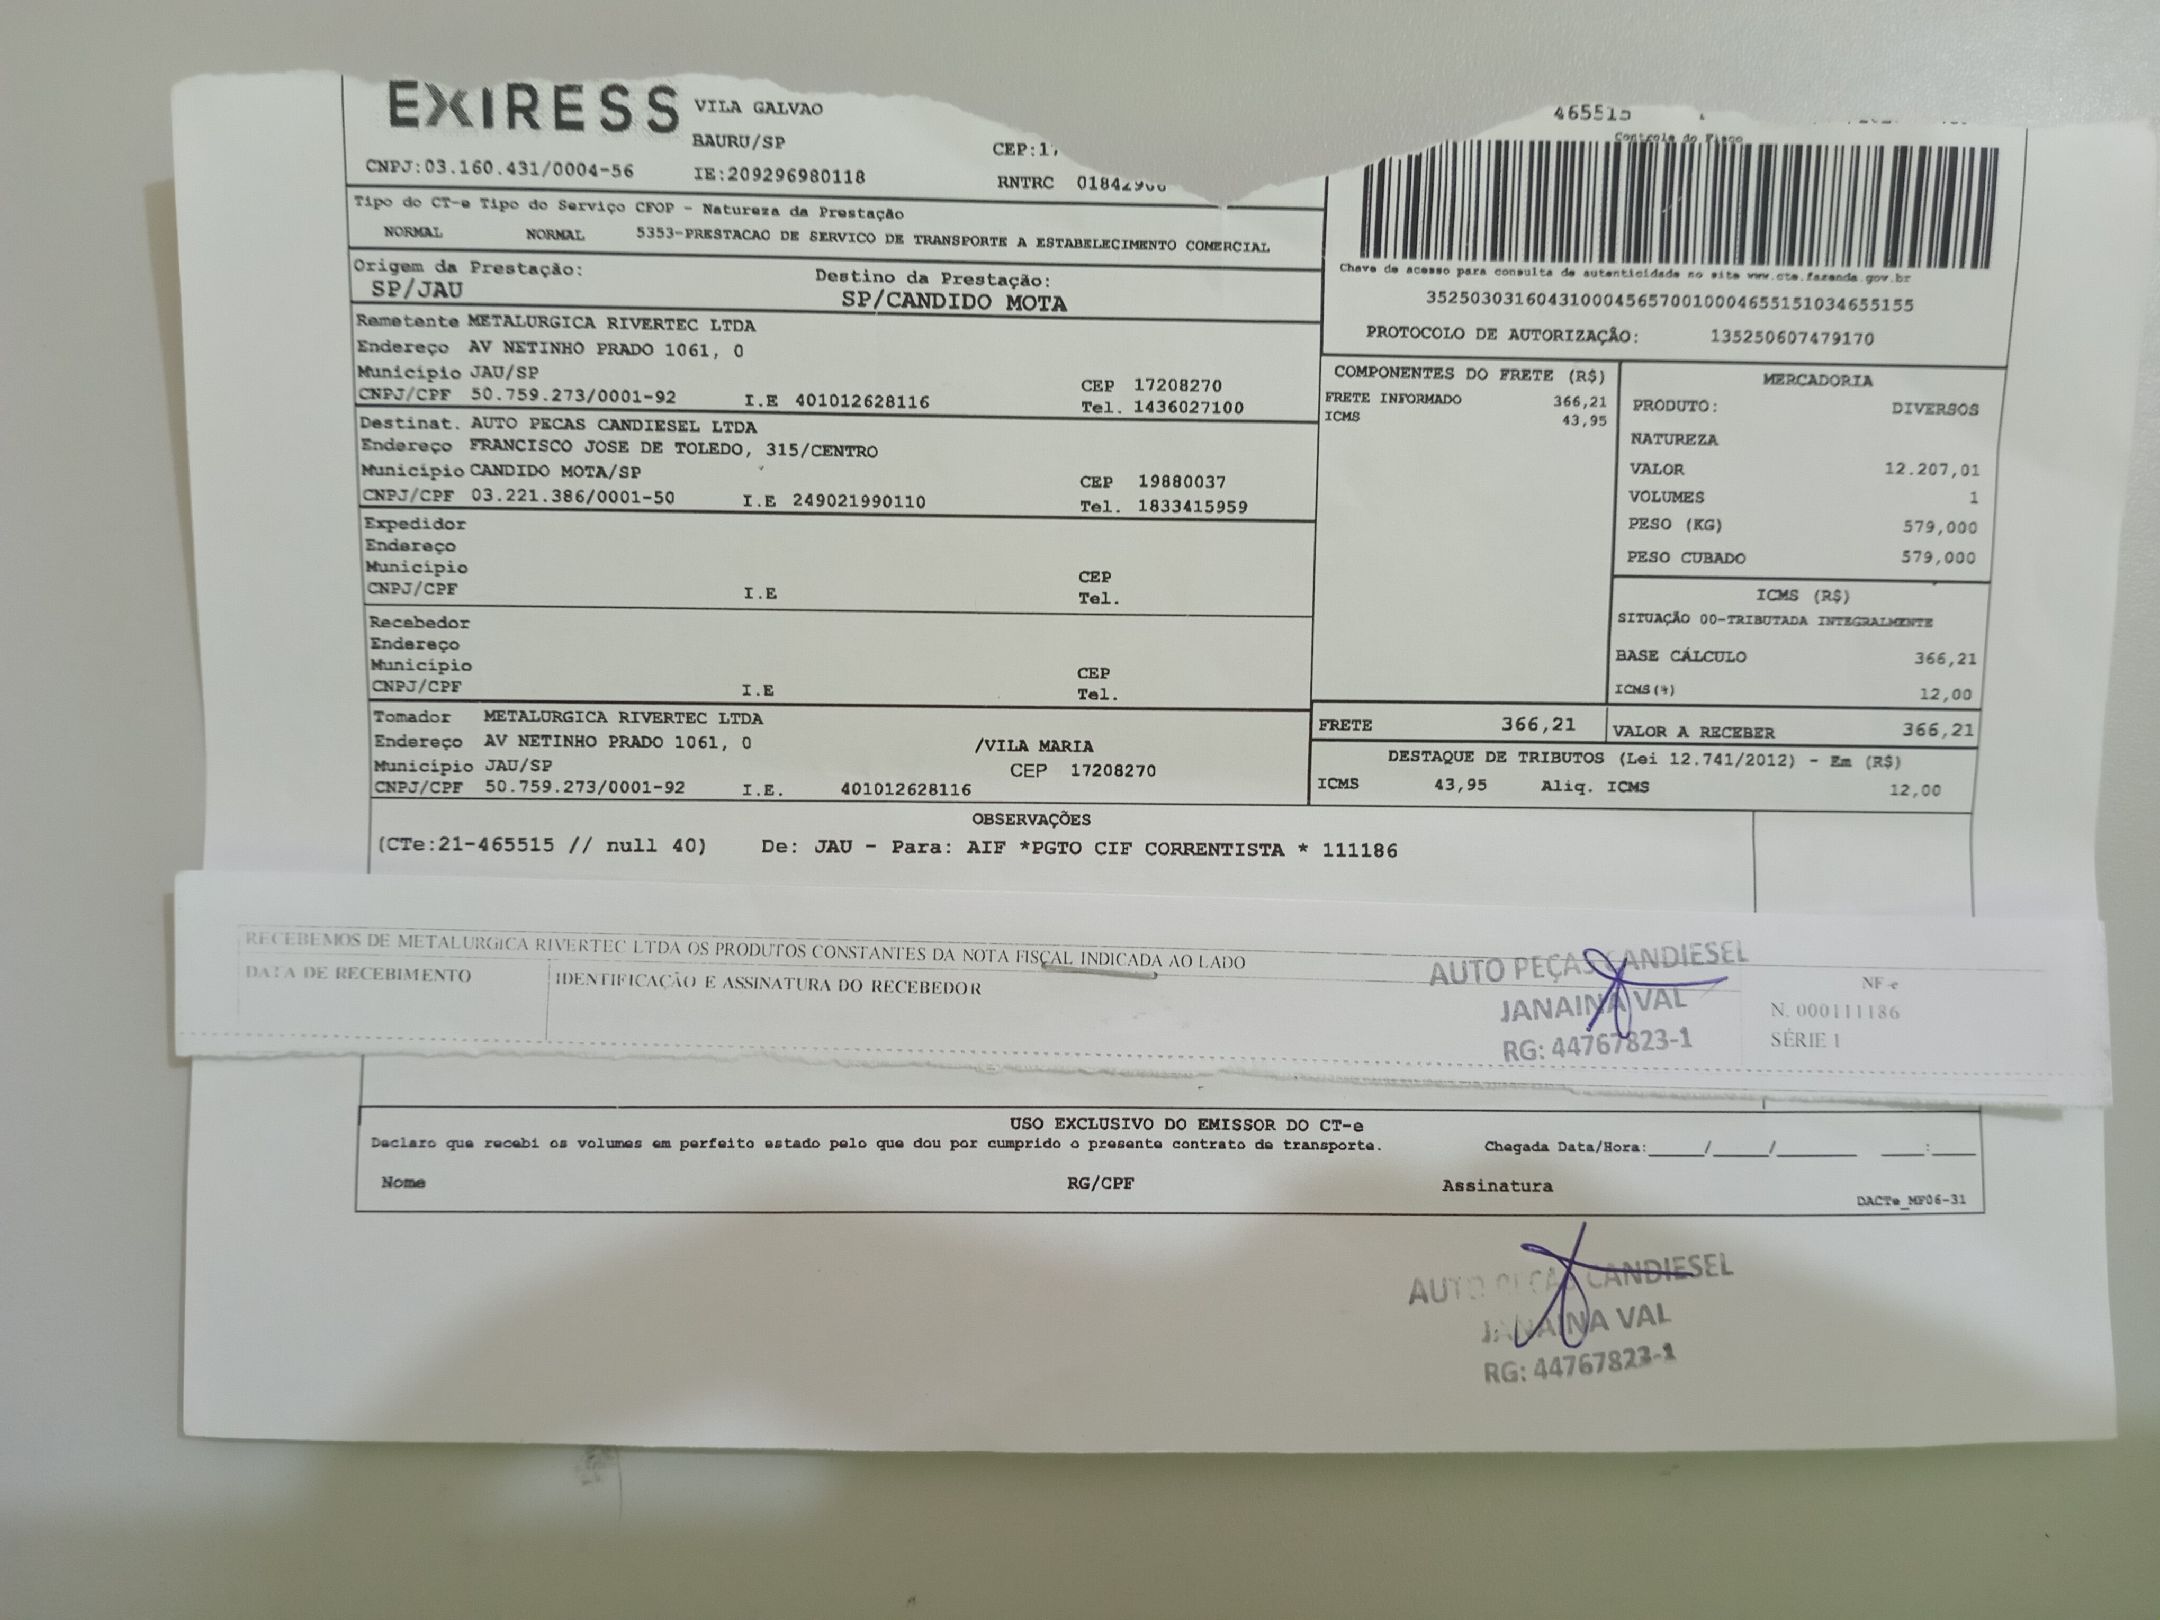 EXIRESS VILA GALVAO
BAURU/SP CEP:1
CNPJ:03.160.431/0004-56 IE:209296980118 RNTRC
465515
Controle do Fisco
Tipo do CT-e Tipo do Serviço CFOP - Natureza da Prestação
NORMAL NORMAL 5353-PRESTACAO DE SERVICO DE TRANSPORTE A ESTABELECIMENTO COMERCIAL
Origem da Prestação: Destino da Prestação:
SP/JAU SP/CANDIDO MOTA
Chave de acesso para consulta de autenticidade no site www.cte.fazenda.gov.br
35250303160431000456570010004655151034655155
PROTOCOLO DE AUTORIZAÇÃO: 135250607479170
Remetente METALURGICA RIVERTEC LTDA
Endereço AV NETINHO PRADO 1061, 0
Município JAU/SP CEP 17208270
CNPJ/CPF 50.759.273/0001-92 I.E 401012628116 Tel. 1436027100
Destinat. AUTO PECAS CANDIESEL LTDA
Endereço FRANCISCO JOSE DE TOLEDO, 315/CENTRO
Município CANDIDO MOTA/SP CEP 19880037
CNPJ/CPF 03.221.386/0001-50 I.E 249021990110 Tel. 1833415959
Expedidor
Endereço
Município CEP
CNPJ/CPF I.E Tel.
Recebedor
Endereço
Município CEP
CNPJ/CPF I.E Tel.
Tomador METALURGICA RIVERTEC LTDA
Endereço AV NETINHO PRADO 1061, 0 /VILA MARIA
Município JAU/SP CEP 17208270
CNPJ/CPF 50.759.273/0001-92 I.E. 401012628116
COMPONENTES DO FRETE (R$)
FRETE INFORMADO 366,21
ICMS 43,95
MERCADORIA
PRODUTO: DIVERSOS
NATUREZA
VALOR 12.207,01
VOLUMES 1
PESO (KG) 579,000
PESO CUBADO 579,000
ICMS (R$)
SITUAÇÃO 00-TRIBUTADA INTEGRALMENTE
BASE CÁLCULO 366,21
ICMS(%) 12,00
FRETE 366,21 VALOR A RECEBER 366,21
DESTAQUE DE TRIBUTOS (Lei 12.741/2012) - Em (R$)
ICMS 43,95 Aliq. ICMS 12,00
OBSERVAÇÕES
(CTe:21-465515 // null 40) De: JAU - Para: AIF *PGTO CIF CORRENTISTA * 111186
RECEBEMOS DE METALURGICA RIVERTEC LTDA OS PRODUTOS CONSTANTES DA NOTA FISCAL INDICADA AO LADO
DATA DE RECEBIMENTO IDENTIFICAÇÃO E ASSINATURA DO RECEBEDOR
AUTO PEÇAS CANDIESEL
JANAINA VAL
RG: 44767823-1
NF-e
N. 000111186
SÉRIE 1
USO EXCLUSIVO DO EMISSOR DO CT-e
Declaro que recebi os volumes em perfeito estado pelo que dou por cumprido o presente contrato de transporte. Chegada Data/Hora:____/____/______ ___:___
Nome RG/CPF Assinatura
DACTe_MF06-31
AUTO PEÇAS CANDIESEL
JANAINA VAL
RG: 44767823-1